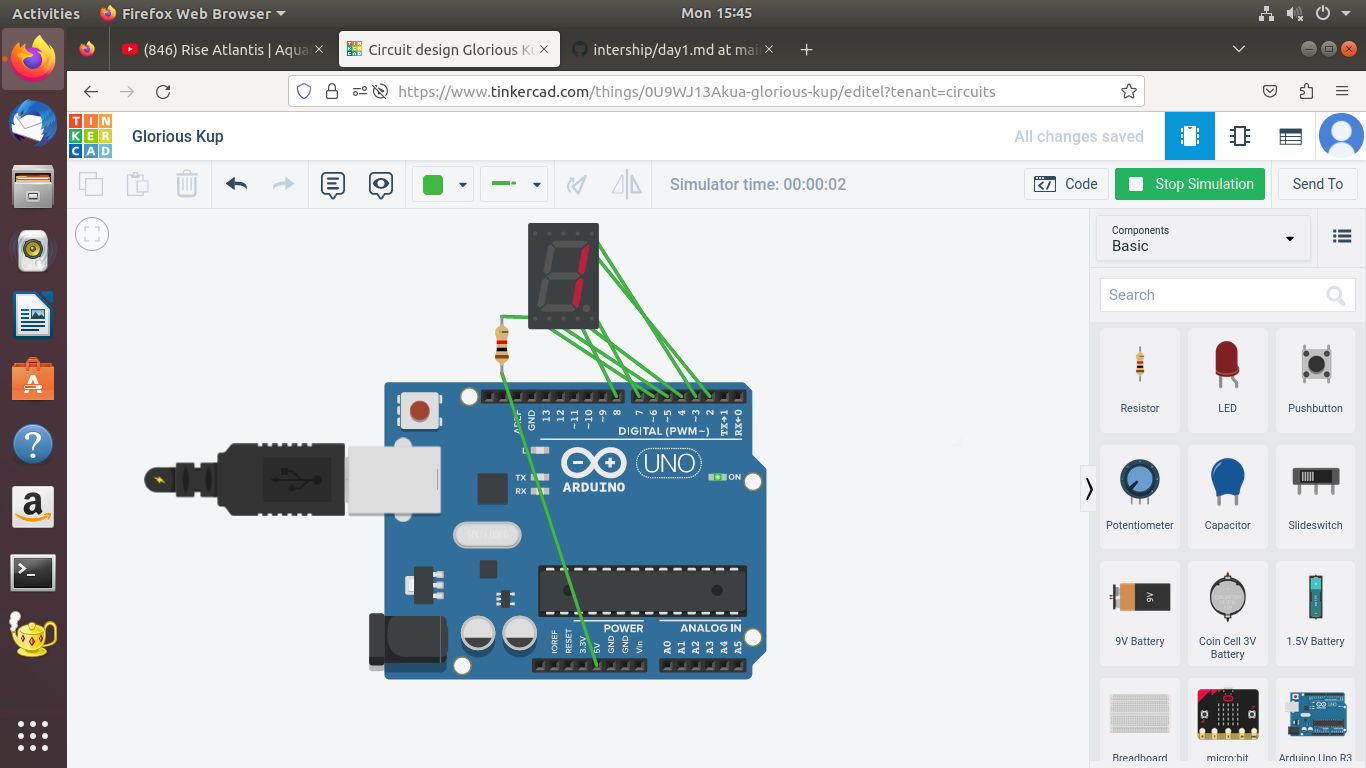 Activities Firefox Web Browser Mon 15:45
(846) Rise Atlantis | Aqua
Circuit design Glorious Ku
intership/day1.md at mai
https://www.tinkercad.com/things/0U9WJ13Akua-glorious-kup/editel?tenant=circuits
TIN
KER
CAD
Glorious Kup
All changes saved
Simulator time: 00:00:02
Code
Stop Simulation
Send To
Components
Basic
Search
Resistor LED Pushbutton
Potentiometer Capacitor Slideswitch
9V
9V Battery Coin Cell 3V Battery 1.5V Battery
Breadboard micro:bit Arduino Uno R3
AREF GND 13 12 ~11 ~10 ~9 8 7 ~6 ~5 4 ~3 2 TX→1 RX←0
DIGITAL (PWM~)
L
TX
RX
ARDUINO
UNO
ON
POWER
ANALOG IN
IOREF RESET 3.3V 5V GND GND Vin A0 A1 A2 A3 A4 A5